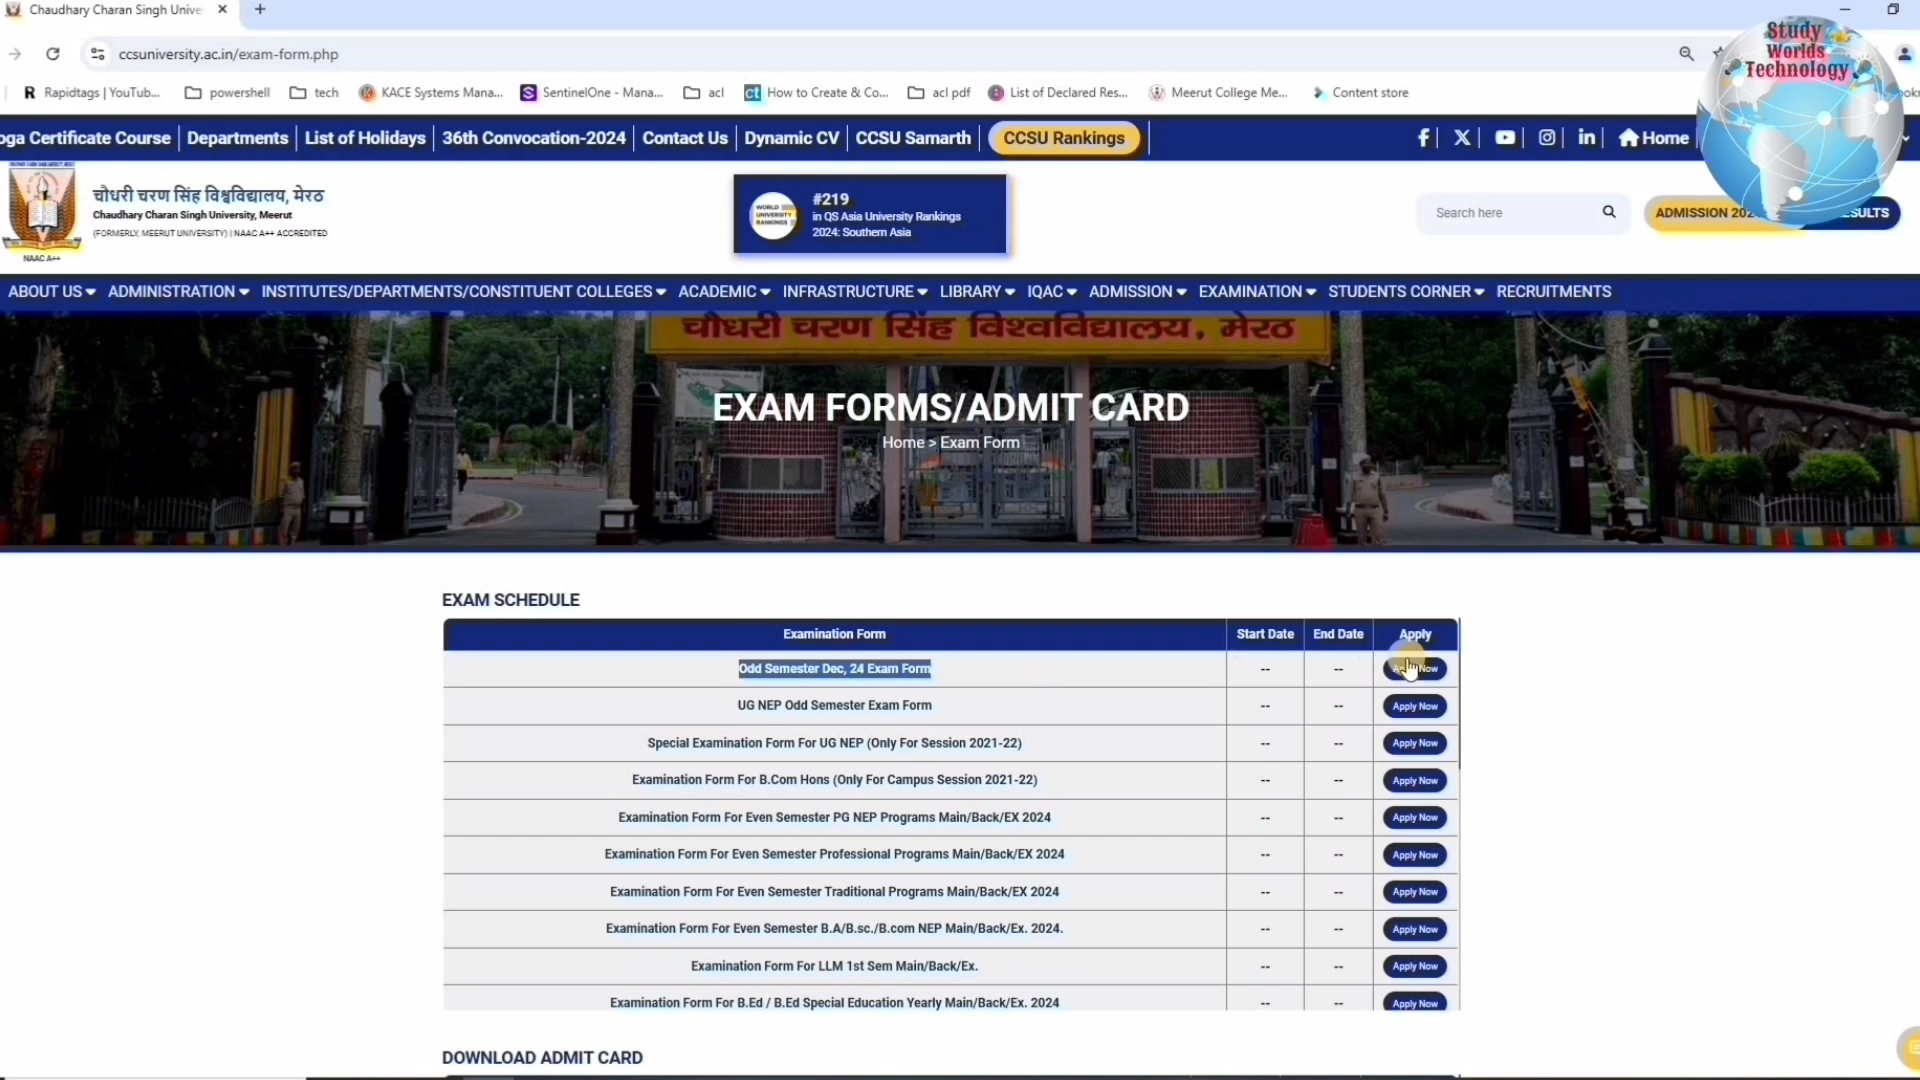 Chaudhary Charan Singh Unive
ccsuniversity.ac.in/exam-form.php
Rapidtags | YouTub...
powershell
tech
KACE Systems Mana...
SentinelOne - Mana...
acl
How to Create & Co...
acl pdf
List of Declared Res...
Meerut College Me...
Content store
Study
Worlds
Technology
oga Certificate Course
Departments
List of Holidays
36th Convocation-2024
Contact Us
Dynamic CV
CCSU Samarth
CCSU Rankings
Home
चौधरी चरण सिंह विश्वविद्यालय, मेरठ
Chaudhary Charan Singh University, Meerut
(FORMERLY, MEERUT UNIVERSITY) | NAAC A++ ACCREDITED
NAAC A++
WORLD
UNIVERSITY
RANKINGS
#219
in QS Asia University Rankings
2024: Southern Asia
Search here
ADMISSION 202
SULTS
ABOUT US
ADMINISTRATION
INSTITUTES/DEPARTMENTS/CONSTITUENT COLLEGES
ACADEMIC
INFRASTRUCTURE
LIBRARY
IQAC
ADMISSION
EXAMINATION
STUDENTS CORNER
RECRUITMENTS
चौधरी चरण सिंह विश्वविद्यालय, मेरठ
EXAM FORMS/ADMIT CARD
Home > Exam Form
EXAM SCHEDULE
Examination Form Start Date End Date Apply
Odd Semester Dec, 24 Exam Form -- -- Now
UG NEP Odd Semester Exam Form -- -- Apply Now
Special Examination Form For UG NEP (Only For Session 2021-22) -- -- Apply Now
Examination Form For B.Com Hons (Only For Campus Session 2021-22) -- -- Apply Now
Examination Form For Even Semester PG NEP Programs Main/Back/EX 2024 -- -- Apply Now
Examination Form For Even Semester Professional Programs Main/Back/EX 2024 -- -- Apply Now
Examination Form For Even Semester Traditional Programs Main/Back/EX 2024 -- -- Apply Now
Examination Form For Even Semester B.A/B.sc./B.com NEP Main/Back/Ex. 2024. -- -- Apply Now
Examination Form For LLM 1st Sem Main/Back/Ex. -- -- Apply Now
Examination Form For B.Ed / B.Ed Special Education Yearly Main/Back/Ex. 2024 -- -- Apply Now
DOWNLOAD ADMIT CARD